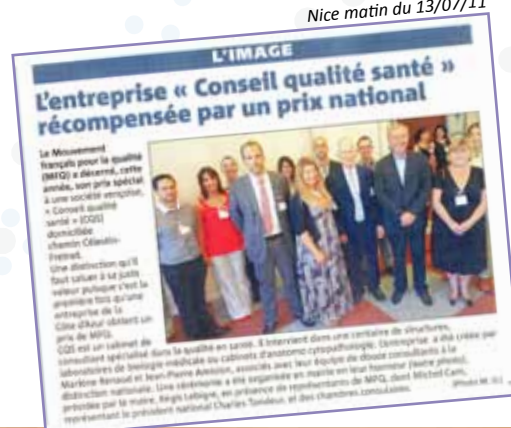 Nice matin du 13/07/11
L'IMAGE
L'entreprise « Conseil qualité santé »
récompensée par un prix national
Le Mouvement
français pour la qualité
(MFQ) a décerné, cette
année, son prix spécial
à une société vençoise,
« Conseil qualité
santé » (CQS)
domiciliée
chemin
Une distinction qu'il
faut saluer à sa juste
valeur puisque c'est la
première fois qu'une
entreprise de la
Côte d'Azur obtient un
prix de MFQ.
CQS est un cabinet de
consultant spécialisé dans la qualité en santé. Il intervient dans une centaine de structures,
laboratoires de biologie médicale ou cabinets d'anatomo cytopathologie. L'entreprise a été créée par
Marlène Renaud et Jean-Pierre associés avec leur équipe de douze consultants à la
distinction nationale. Une cérémonie a été organisée en mairie en leur honneur (notre photo),
présidée par le maire, Régis Lebigre, en présence de représentants de MFQ, dont Michel Cam,
représentant le président national Charles et des chambres consulaires.
(Photo M. )